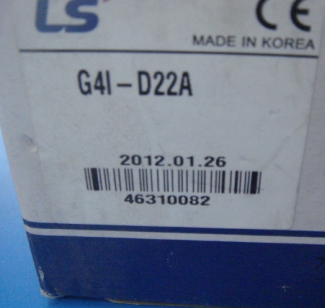 LS
CE
MADE IN KOREA
G4I-D22A
2012.01.26
46310082